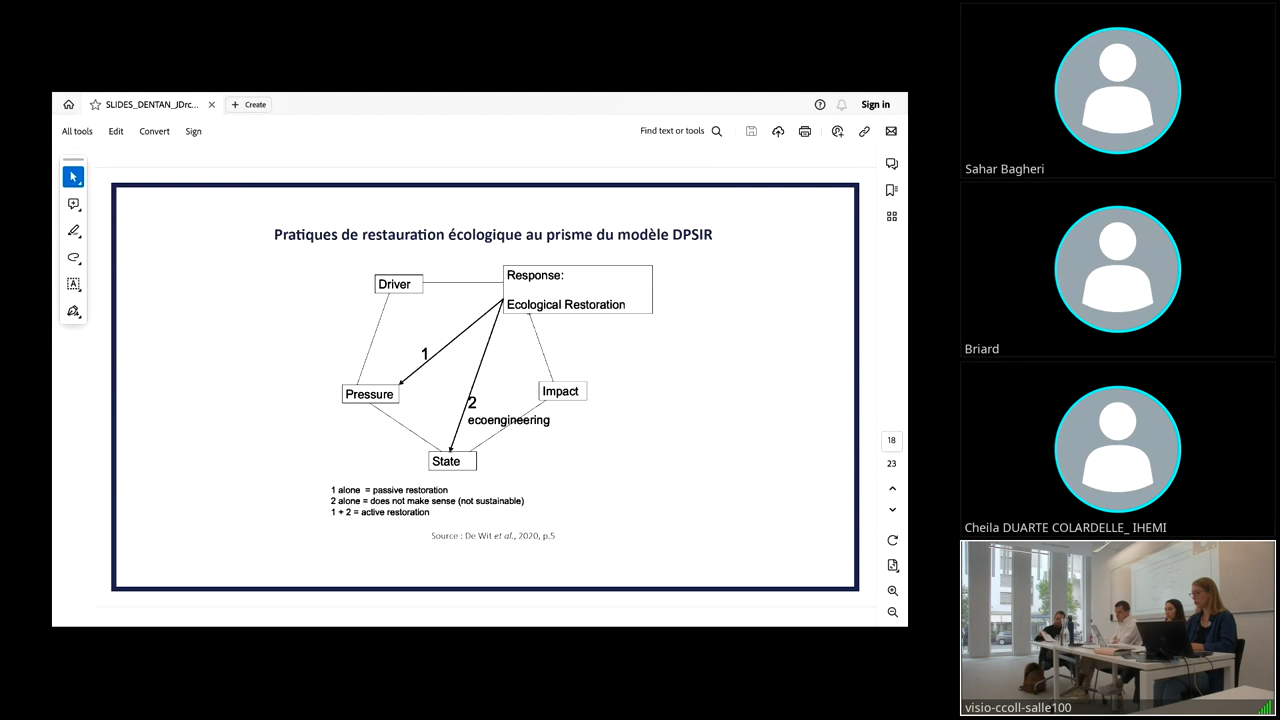 SLIDES_DENTAN_JDrc...
Create
Sign in
All tools
Edit
Convert
Sign
Find text or tools
Pratiques de restauration écologique au prisme du modèle DPSIR
Driver
Response:
Ecological Restoration
1
Pressure
Impact
2
ecoengineering
State
1 alone = passive restoration
2 alone = does not make sense (not sustainable)
1 + 2 = active restoration
Source : De Wit et al., 2020, p.5
18
23
Sahar Bagheri
Briard
Cheila DUARTE COLARDELLE_ IHEMI
visio-ccoll-salle100